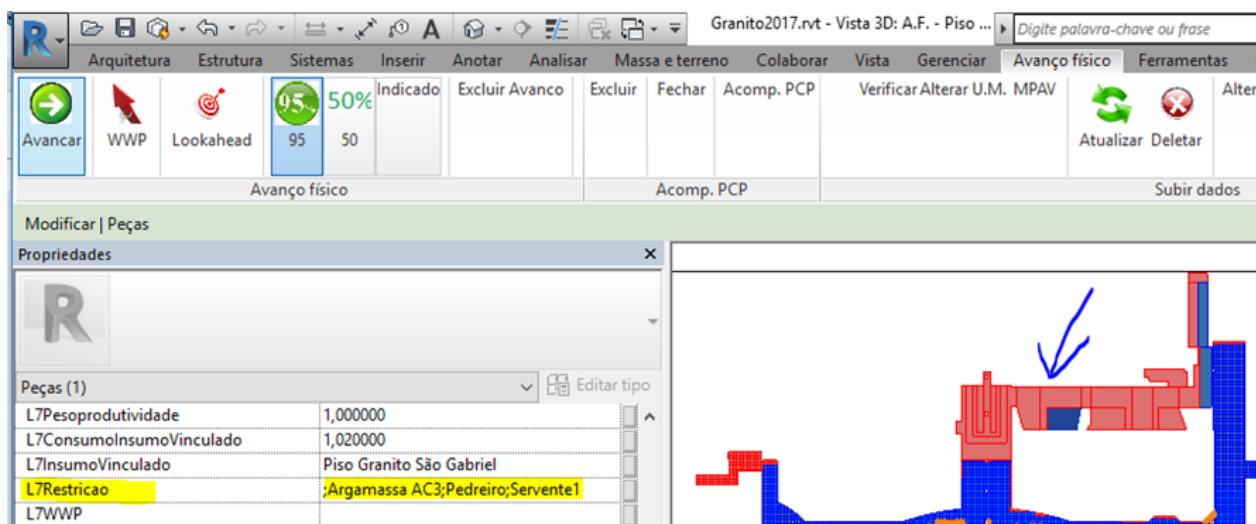 Granito2017.rvt - Vista 3D: A.F. - Piso ... Digite palavra-chave ou frase
Arquitetura Estrutura Sistemas Inserir Anotar Analisar Massa e terreno Colaborar Vista Gerenciar Avanço físico Ferramentas
95% 50% Indicado Excluir Avanco Excluir Fechar Acomp. PCP Verificar Alterar U.M. MPAV Alter
Avancar WWP Lookahead 95 50 Atualizar Deletar
Avanço físico Acomp. PCP Subir dados
Modificar | Peças
Propriedades
Peças (1) Editar tipo
L7Pesoprodutividade 1,000000
L7ConsumoInsumoVinculado 1,020000
L7InsumoVinculado Piso Granito São Gabriel
L7Restricao ;Argamassa AC3;Pedreiro;Servente1
L7WWP